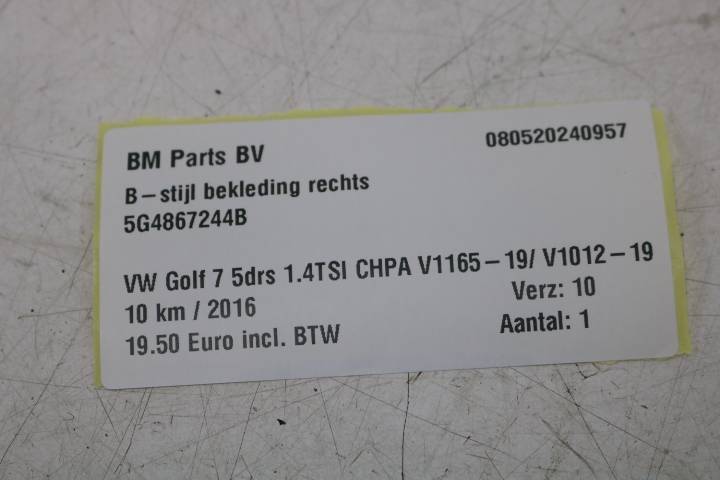 BM Parts BV 080520240957
B-stijl bekleding rechts
5G4867244B
VW Golf 7 5drs 1.4TSI CHPA V1165-19/ V1012-19
10 km / 2016 Verz: 10
19.50 Euro incl. BTW Aantal: 1